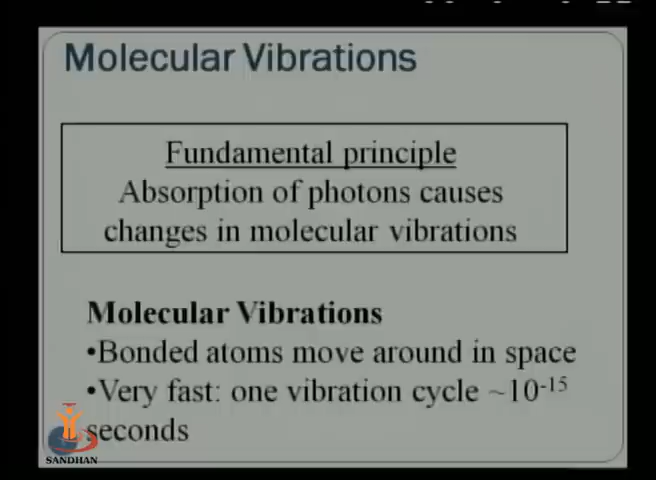 Molecular Vibrations
Fundamental principle
Absorption of photons causes
changes in molecular vibrations
Molecular Vibrations
•Bonded atoms move around in space
•Very fast: one vibration cycle ~10⁻¹⁵
seconds
SANDHAN